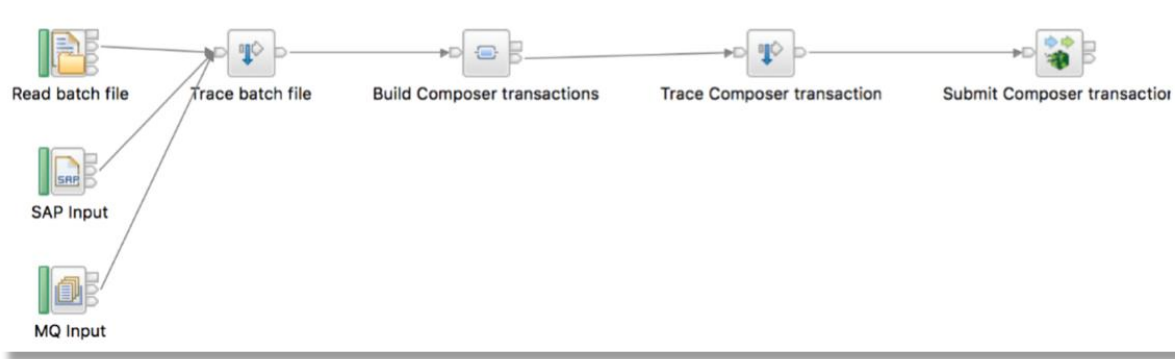 Read batch file
Trace batch file
Build Composer transactions
Trace Composer transaction
Submit Composer transaction
SAP
SAP Input
MQ Input